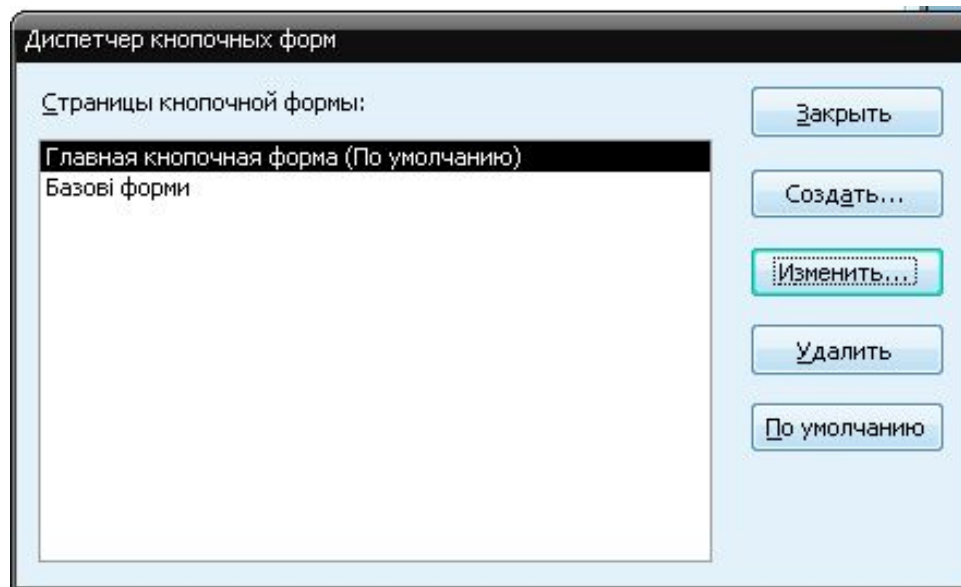 Диспетчер кнопочных форм
Страницы кнопочной формы:
Главная кнопочная форма (По умолчанию)
Базові форми
Закрыть
Создать...
Изменить...
Удалить
По умолчанию